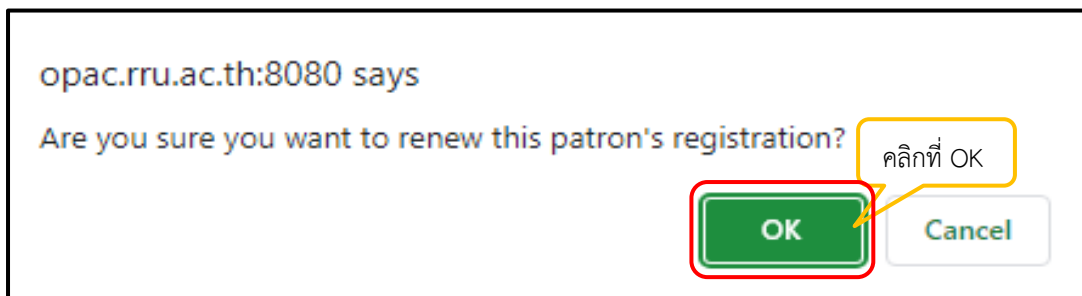 opac.rru.ac.th:8080 says
Are you sure you want to renew this patron's registration?
คลิกที่ OK
OK
Cancel